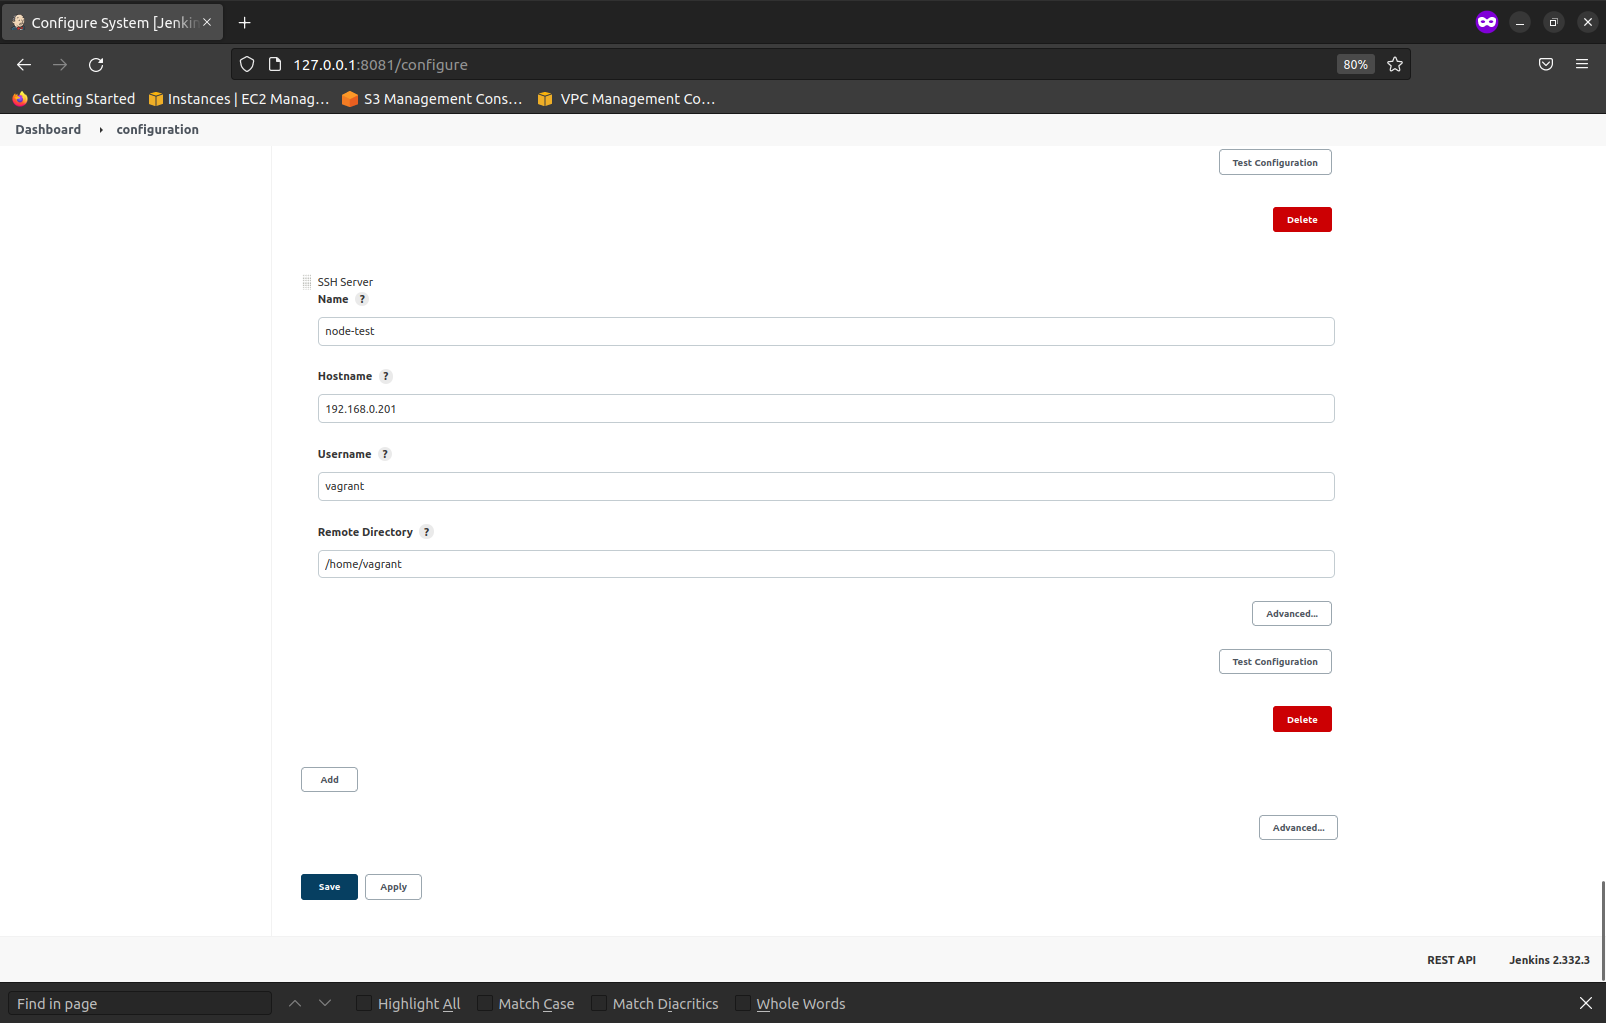 Configure System [Jenkin
127.0.0.1:8081/configure
80%
Getting Started
Instances | EC2 Manag…
S3 Management Cons…
VPC Management Co…
Dashboard
configuration
Test Configuration
Delete
SSH Server
Name ?
node-test
Hostname ?
192.168.0.201
Username ?
vagrant
Remote Directory ?
/home/vagrant
Advanced...
Test Configuration
Delete
Add
Advanced...
Save Apply
REST API Jenkins 2.332.3
Find in page Highlight All Match Case Match Diacritics Whole Words